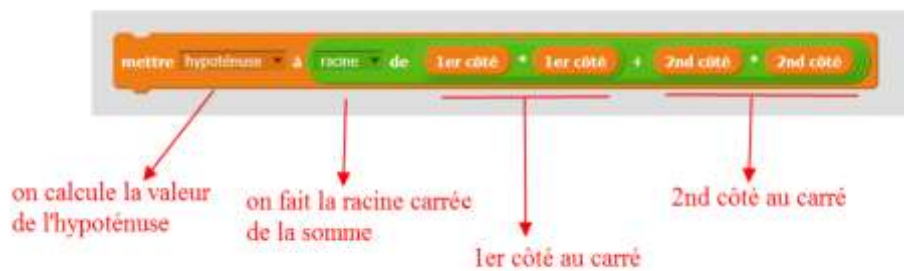 mettre hypoténuse à racine de 1er côté * 1er côté + 2nd côté * 2nd côté
on calcule la valeur
de l'hypoténuse
on fait la racine carrée
de la somme
1er côté au carré
2nd côté au carré